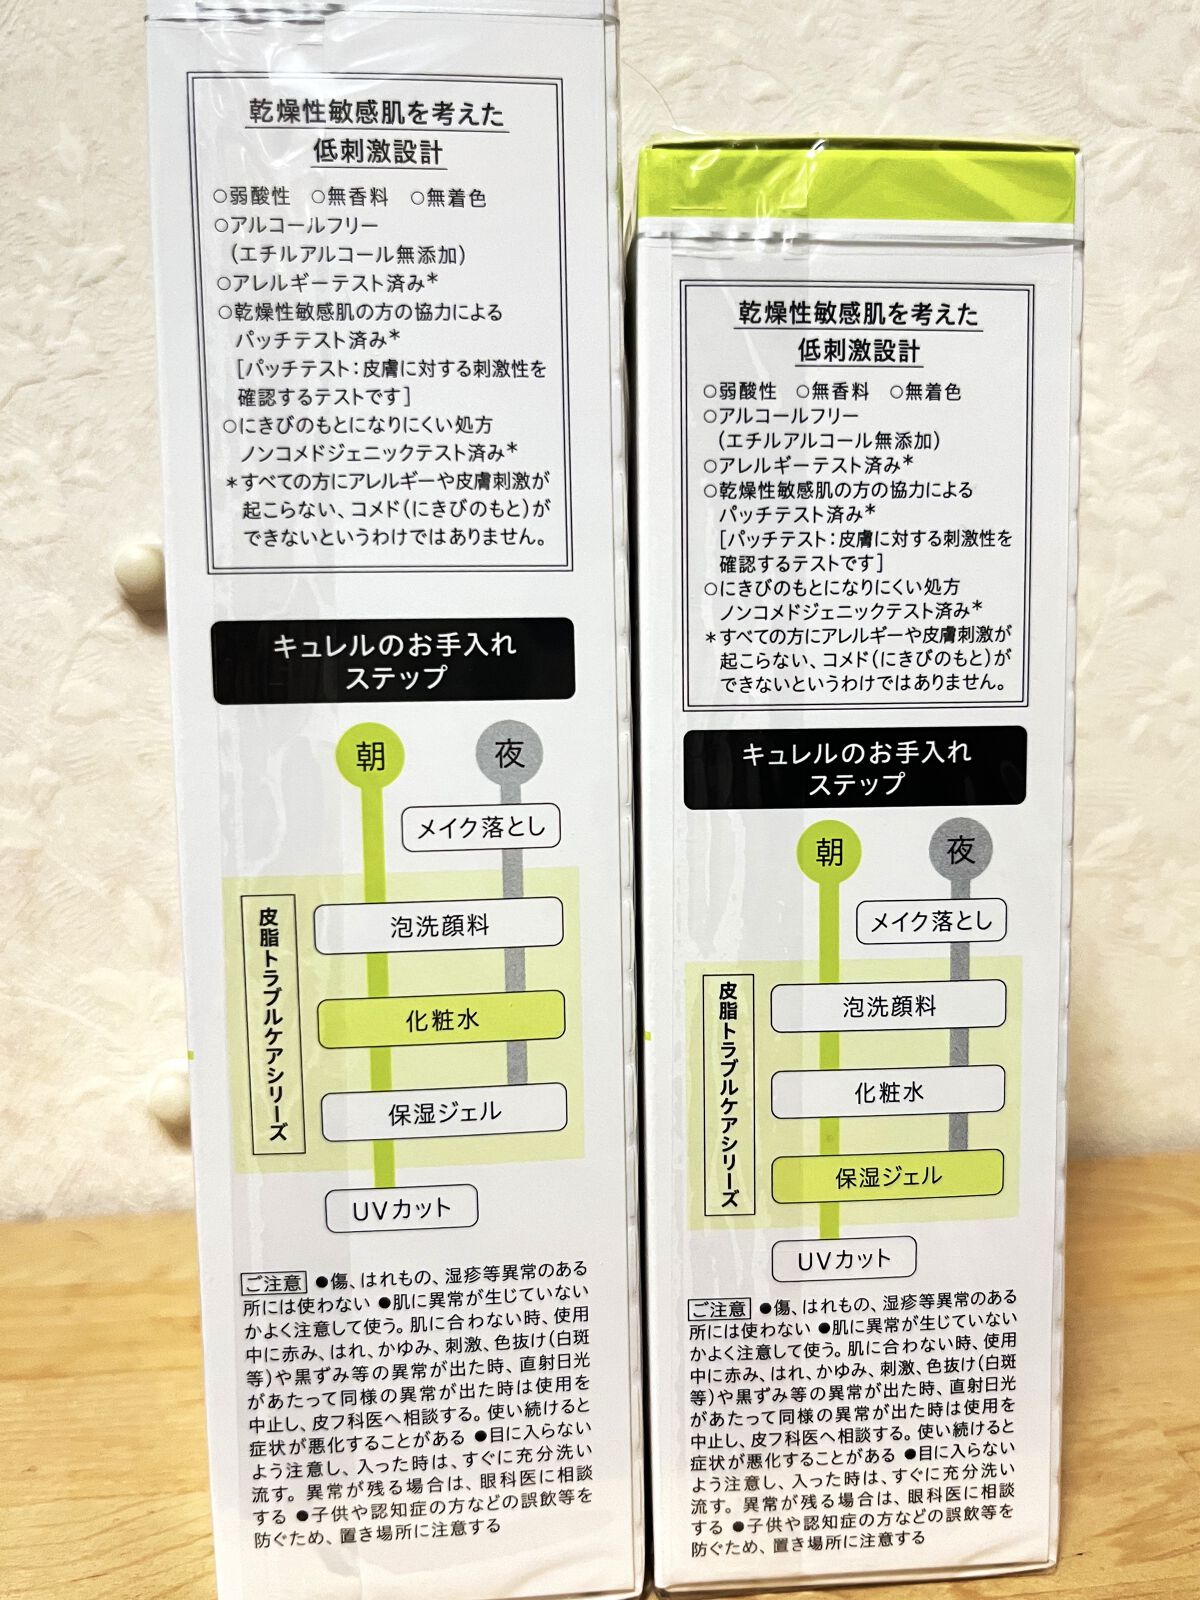 乾燥性敏感肌を考えた
低刺激設計
○弱酸性 ○無香料 ○無着色
○アルコールフリー
（エチルアルコール無添加）
○アレルギーテスト済み*
○乾燥性敏感肌の方の協力による
パッチテスト済み*
[パッチテスト：皮膚に対する刺激性を
確認するテストです]
○にきびのもとになりにくい処方
ノンコメドジェニックテスト済み*
*すべての方にアレルギーや皮膚刺激が
起こらない、コメド（にきびのもと）が
できないというわけではありません。
キュレルのお手入れ
ステップ
朝 夜
メイク落とし
皮脂トラブルケアシリーズ
泡洗顔料
化粧水
保湿ジェル
UVカット
ご注意 ●傷、はれもの、湿疹等異常のある
所には使わない ●肌に異常が生じていない
かよく注意して使う。肌に合わない時、使用
中に赤み、はれ、かゆみ、刺激、色抜け（白斑
等）や黒ずみ等の異常が出た時、直射日光
があたって同様の異常が出た時は使用を
中止し、皮フ科医へ相談する。使い続けると
症状が悪化することがある ●目に入らない
よう注意し、入った時は、すぐに充分洗い
流す。異常が残る場合は、眼科医に相談
する ●子供や認知症の方などの誤飲等を
防ぐため、置き場所に注意する
乾燥性敏感肌を考えた
低刺激設計
○弱酸性 ○無香料 ○無着色
○アルコールフリー
（エチルアルコール無添加）
○アレルギーテスト済み*
○乾燥性敏感肌の方の協力による
パッチテスト済み*
[パッチテスト：皮膚に対する刺激性を
確認するテストです]
○にきびのもとになりにくい処方
ノンコメドジェニックテスト済み*
*すべての方にアレルギーや皮膚刺激が
起こらない、コメド（にきびのもと）が
できないというわけではありません。
キュレルのお手入れ
ステップ
朝 夜
メイク落とし
皮脂トラブルケアシリーズ
泡洗顔料
化粧水
保湿ジェル
UVカット
ご注意 ●傷、はれもの、湿疹等異常のある
所には使わない ●肌に異常が生じていない
かよく注意して使う。肌に合わない時、使用
中に赤み、はれ、かゆみ、刺激、色抜け（白斑
等）や黒ずみ等の異常が出た時、直射日光
があたって同様の異常が出た時は使用を
中止し、皮フ科医へ相談する。使い続けると
症状が悪化することがある ●目に入らない
よう注意し、入った時は、すぐに充分洗い
流す。異常が残る場合は、眼科医に相談
する ●子供や認知症の方などの誤飲等を
防ぐため、置き場所に注意する